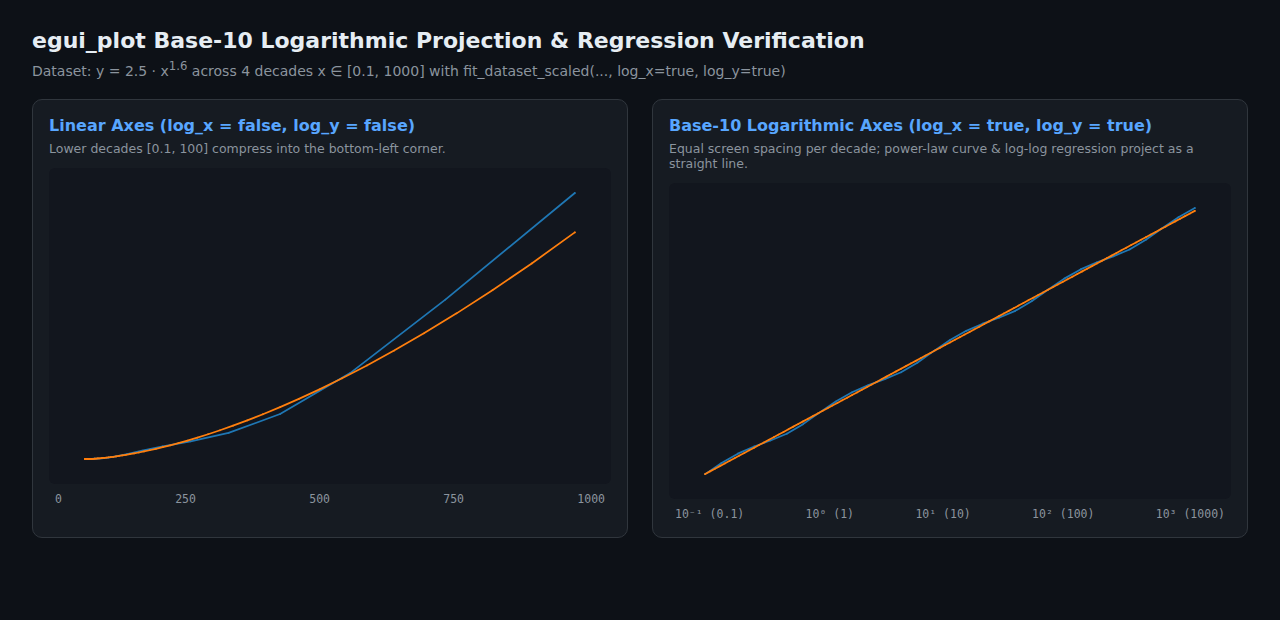 egui_plot Base-10 Logarithmic Projection & Regression Verification
Dataset: y = 2.5 · x^1.6 across 4 decades x ∈ [0.1, 1000] with fit_dataset_scaled(..., log_x=true, log_y=true)
Linear Axes (log_x = false, log_y = false)
Lower decades [0.1, 100] compress into the bottom-left corner.
0 250 500 750 1000
Base-10 Logarithmic Axes (log_x = true, log_y = true)
Equal screen spacing per decade; power-law curve & log-log regression project as a
straight line.
10⁻¹ (0.1) 10⁰ (1) 10¹ (10) 10² (100) 10³ (1000)